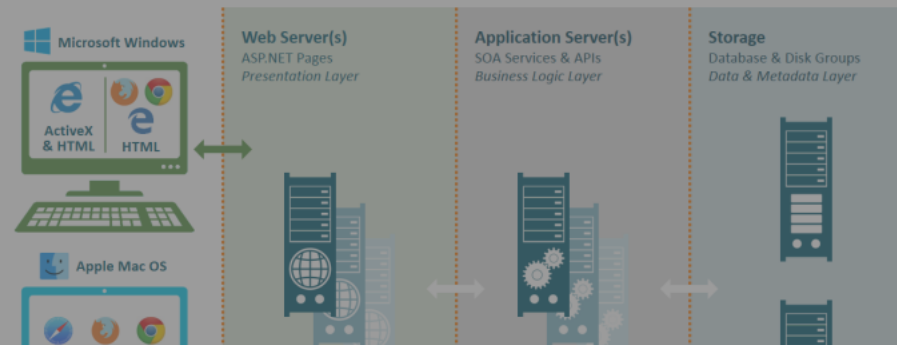 Microsoft Windows
ActiveX
& HTML
HTML
Apple Mac OS
Web Server(s)
ASP.NET Pages
Presentation Layer
Application Server(s)
SOA Services & APIs
Business Logic Layer
Storage
Database & Disk Groups
Data & Metadata Layer